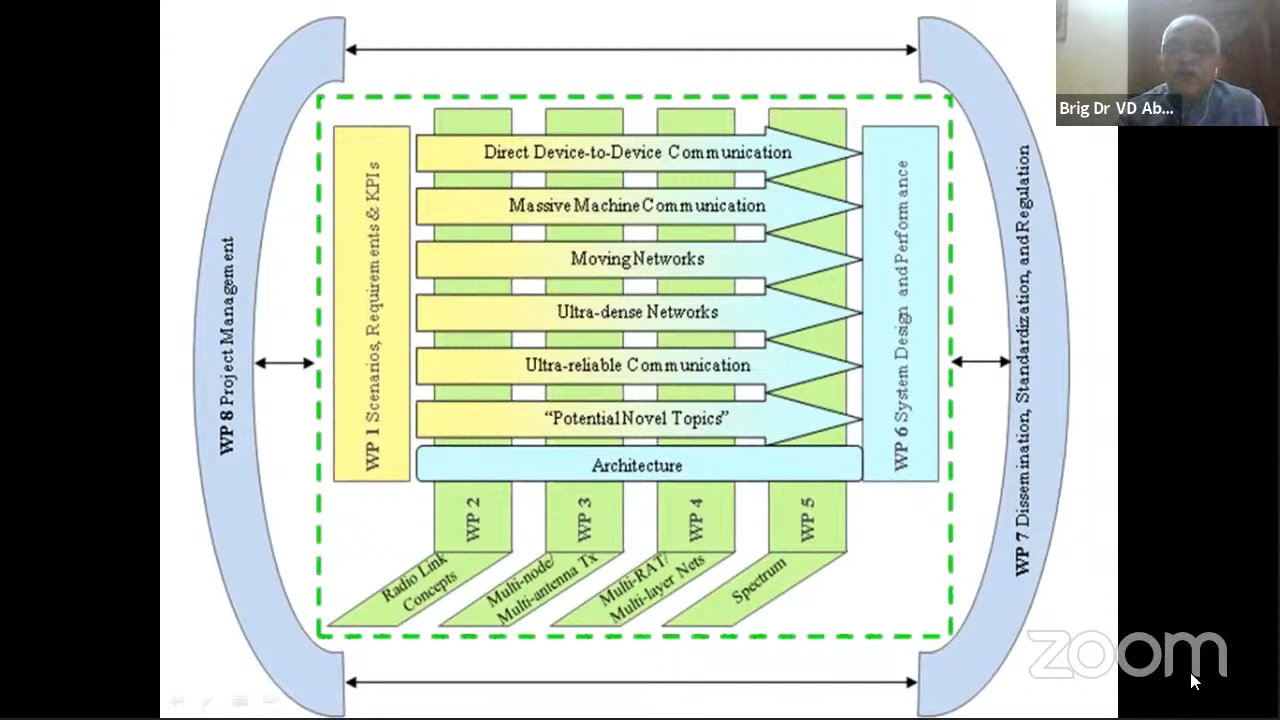 Brig Dr VD Ab...
WP 8 Project Management
WP 1 Scenarios, Requirements & KPIs
Direct Device-to-Device Communication
Massive Machine Communication
Moving Networks
Ultra-dense Networks
Ultra-reliable Communication
“Potential Novel Topics”
Architecture
WP 6 System Design and Performance
WP 7 Dissemination, Standardization, and Regulation
WP 2
WP 3
WP 4
WP 5
Radio Link
Concepts
Multi-node/
Multi-antenna Tx
Multi-RAT/
Multi-layer Nets
Spectrum
zoom